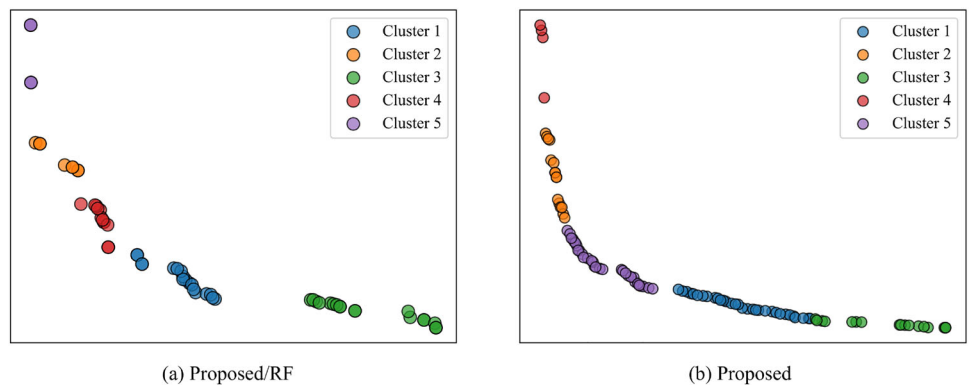 Cluster 1
Cluster 2
Cluster 3
Cluster 4
Cluster 5
Cluster 1
Cluster 2
Cluster 3
Cluster 4
Cluster 5
(a) Proposed/RF
(b) Proposed